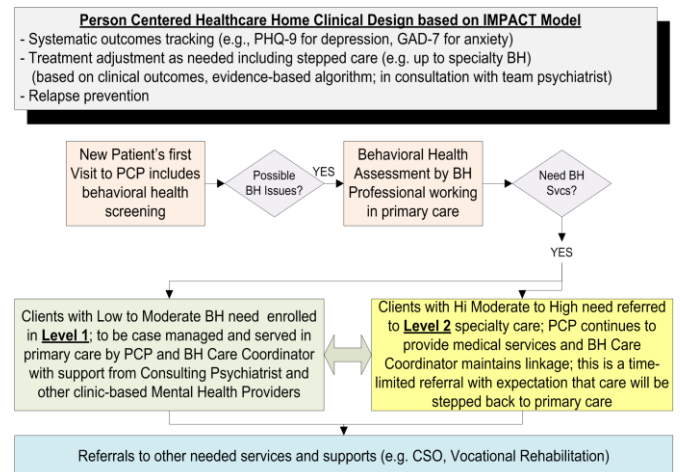 Person Centered Healthcare Home Clinical Design based on IMPACT Model
- Systematic outcomes tracking (e.g., PHQ-9 for depression, GAD-7 for anxiety)
- Treatment adjustment as needed including stepped care (e.g. up to specialty BH)
(based on clinical outcomes, evidence-based algorithm; in consultation with team psychiatrist)
- Relapse prevention
New Patient's first
Visit to PCP includes
behavioral health
screening
Possible
BH Issues?
YES
Behavioral Health
Assessment by BH
Professional working
in primary care
Need BH
Svcs?
YES
Clients with Low to Moderate BH need enrolled
in Level 1; to be case managed and served in
primary care by PCP and BH Care Coordinator
with support from Consulting Psychiatrist and
other clinic-based Mental Health Providers
Clients with Hi Moderate to High need referred
to Level 2 specialty care; PCP continues to
provide medical services and BH Care
Coordinator maintains linkage; this is a time-
limited referral with expectation that care will be
stepped back to primary care
Referrals to other needed services and supports (e.g. CSO, Vocational Rehabilitation)